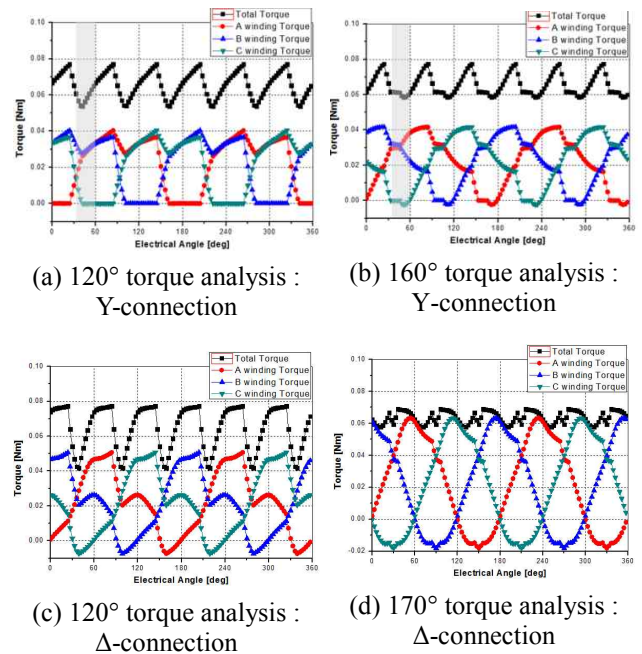 Total Torque
A winding Torque
B winding Torque
C winding Torque
0.10
0.08
0.06
0.04
0.02
0.00
Torque [Nm]
0 60 120 180 240 300 360
Electrical Angle [deg]
(a) 120° torque analysis :
Y-connection
Total Torque
A winding Torque
B winding Torque
C winding Torque
0.10
0.08
0.06
0.04
0.02
0.00
Torque [Nm]
0 60 120 180 240 300 360
Electrical Angle [deg]
(b) 160° torque analysis :
Y-connection
Total Torque
A winding Torque
B winding Torque
C winding Torque
0.10
0.08
0.06
0.04
0.02
0.00
Torque [Nm]
0 60 120 180 240 300 360
Electrical Angle [deg]
(c) 120° torque analysis :
Δ-connection
Total Torque
A winding Torque
B winding Torque
C winding Torque
0.10
0.08
0.06
0.04
0.02
0.00
-0.02
Torque [Nm]
0 60 120 180 240 300 360
Electrical Angle [deg]
(d) 170° torque analysis :
Δ-connection